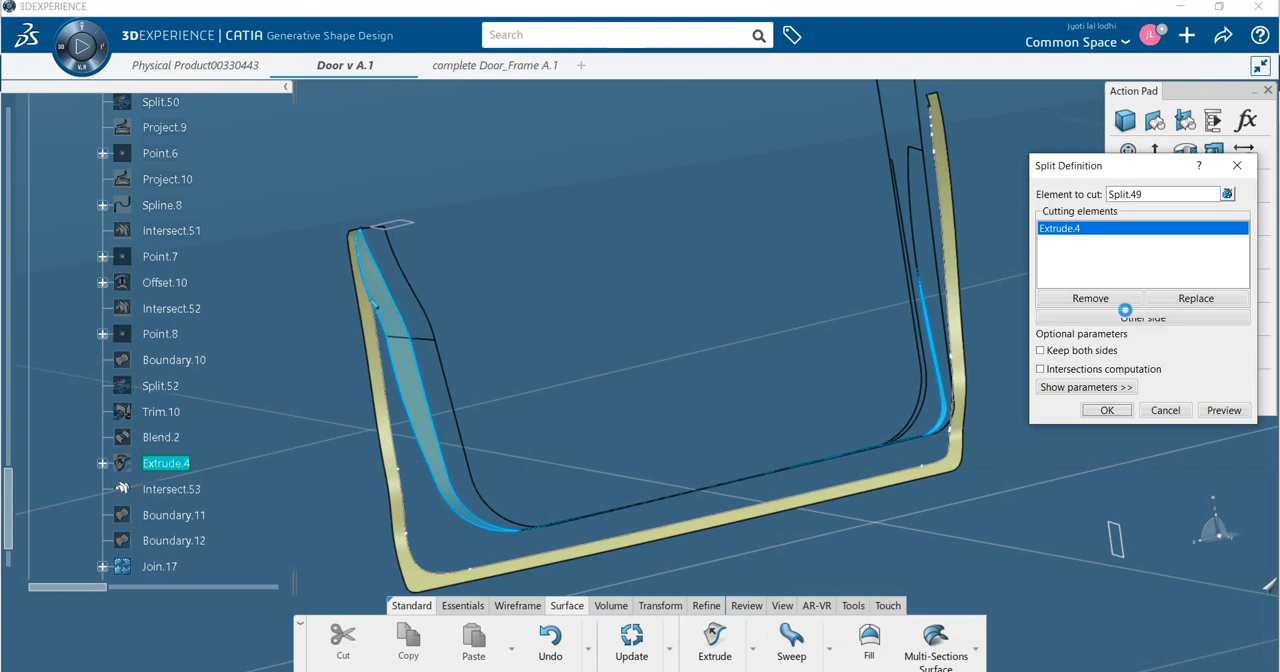 3DEXPERIENCE
3DEXPERIENCE | CATIA Generative Shape Design
Search
Jyoti lal lodhi
Common Space
JL
3D
V.R
Physical Product00330443
Door v A.1
complete Door_Frame A.1
Split.50
Project.9
Point.6
Project.10
Spline.8
Intersect.51
Point.7
Offset.10
Intersect.52
Point.8
Boundary.10
Split.52
Trim.10
Blend.2
Extrude.4
Intersect.53
Boundary.11
Boundary.12
Join.17
Action Pad
fx
Split Definition
?
Element to cut: Split.49
Cutting elements
Extrude.4
Remove Replace
Other side
Optional parameters
Keep both sides
Intersections computation
Show parameters >>
OK Cancel Preview
Standard Essentials Wireframe Surface Volume Transform Refine Review View AR-VR Tools Touch
Cut Copy Paste Undo Update Extrude Sweep Fill Multi-Sections
Surface